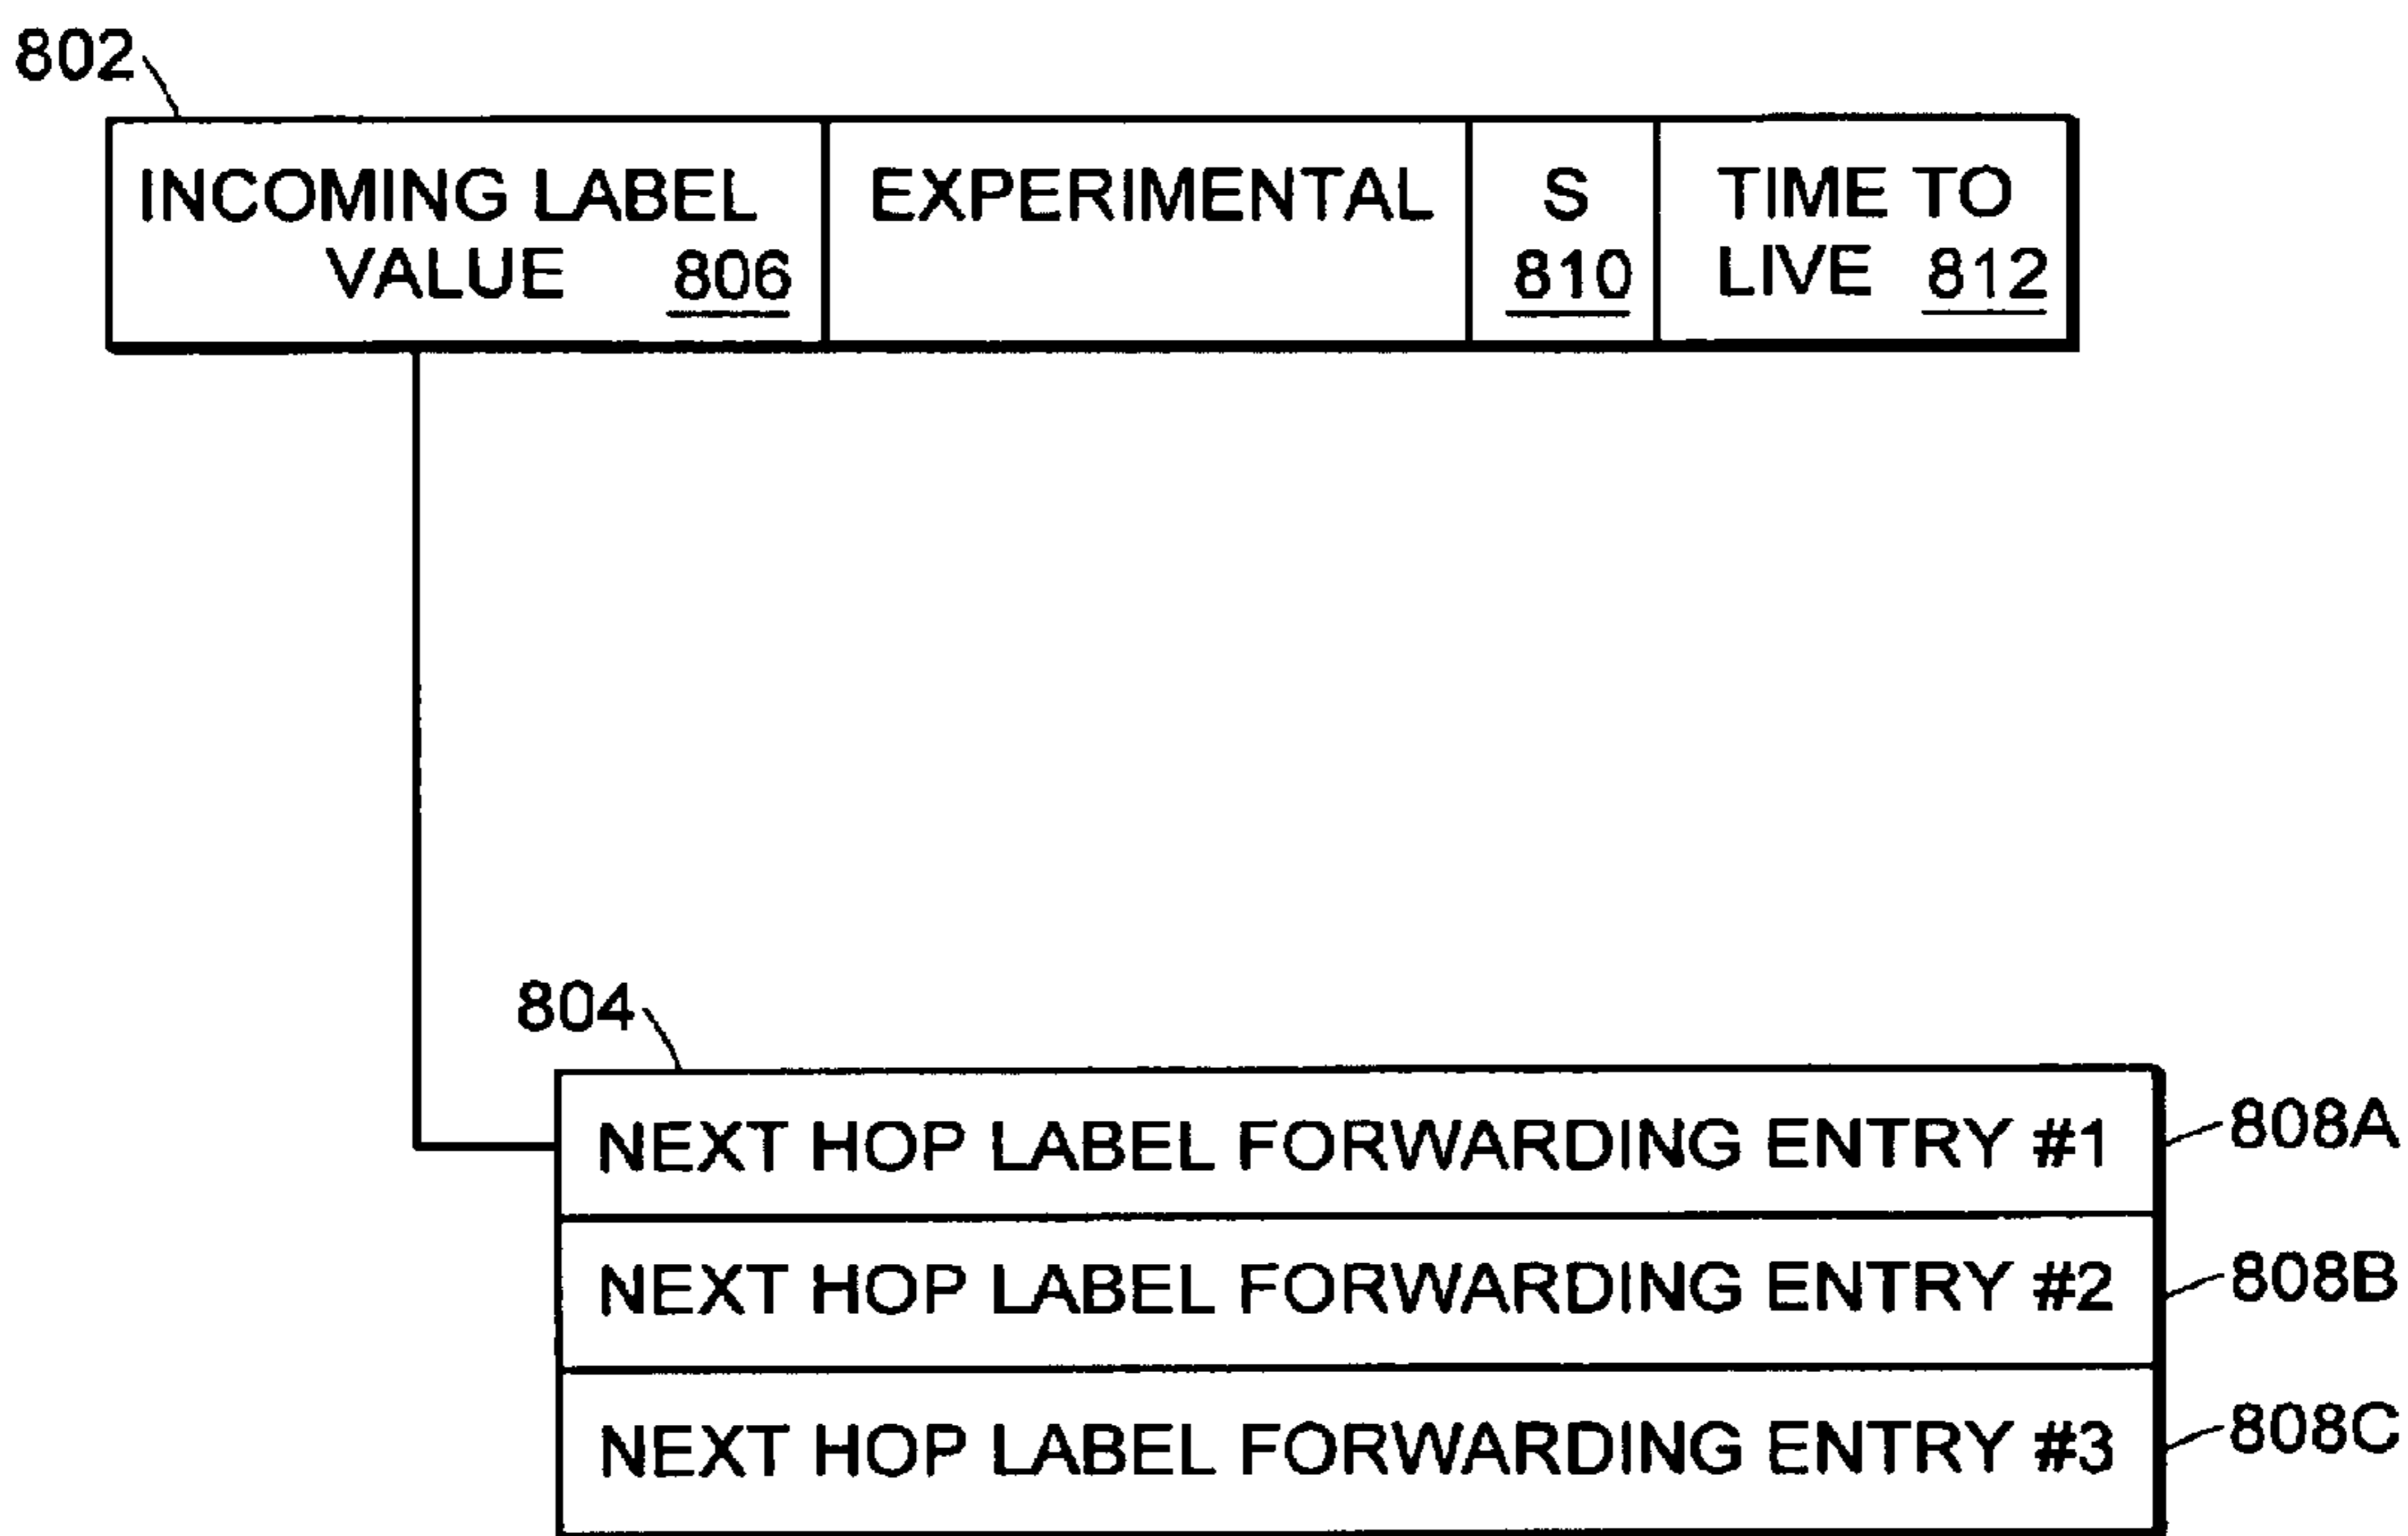 802
INCOMING LABEL
VALUE 806
EXPERIMENTAL
S
810
TIME TO
LIVE 812
804
NEXT HOP LABEL FORWARDING ENTRY #1 808A
NEXT HOP LABEL FORWARDING ENTRY #2 808B
NEXT HOP LABEL FORWARDING ENTRY #3 808C